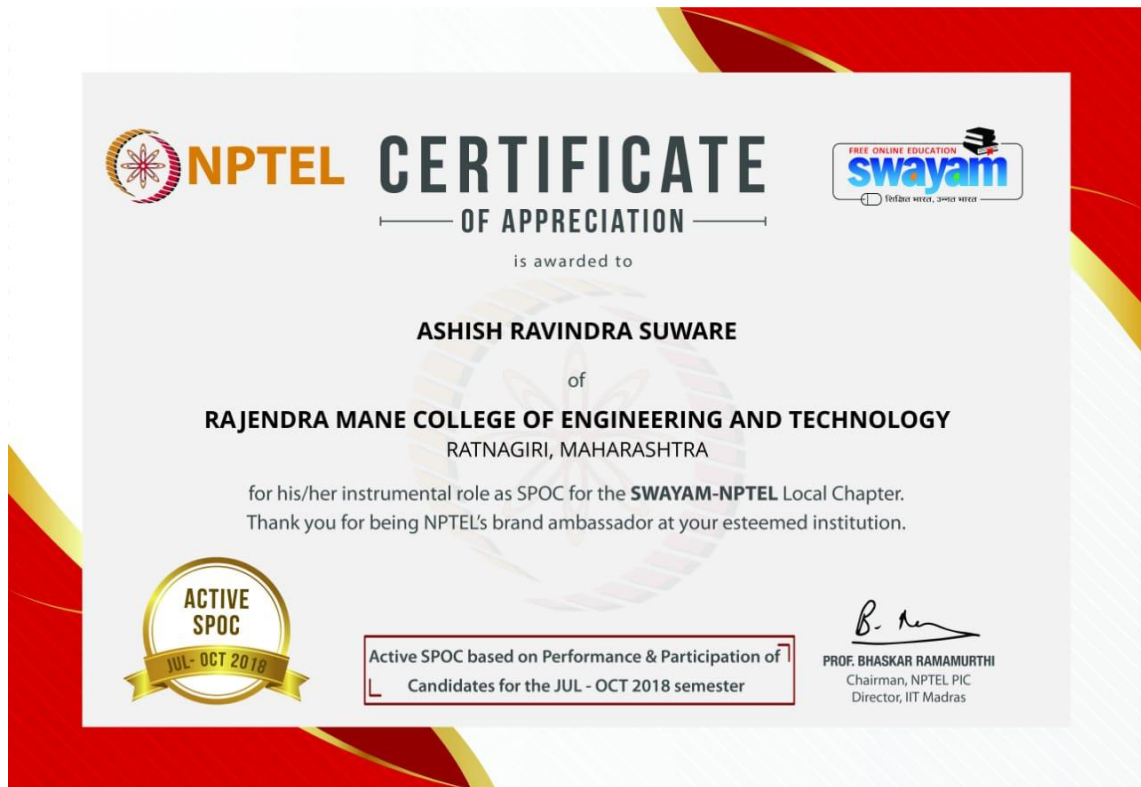 NPTEL
CERTIFICATE
OF APPRECIATION
FREE ONLINE EDUCATION
swayam
शिक्षित भारत, उन्नत भारत
is awarded to
ASHISH RAVINDRA SUWARE
of
RAJENDRA MANE COLLEGE OF ENGINEERING AND TECHNOLOGY
RATNAGIRI, MAHARASHTRA
for his/her instrumental role as SPOC for the SWAYAM-NPTEL Local Chapter.
Thank you for being NPTEL's brand ambassador at your esteemed institution.
ACTIVE
SPOC
JUL- OCT 2018
Active SPOC based on Performance & Participation of
Candidates for the JUL - OCT 2018 semester
PROF. BHASKAR RAMAMURTHI
Chairman, NPTEL PIC
Director, IIT Madras